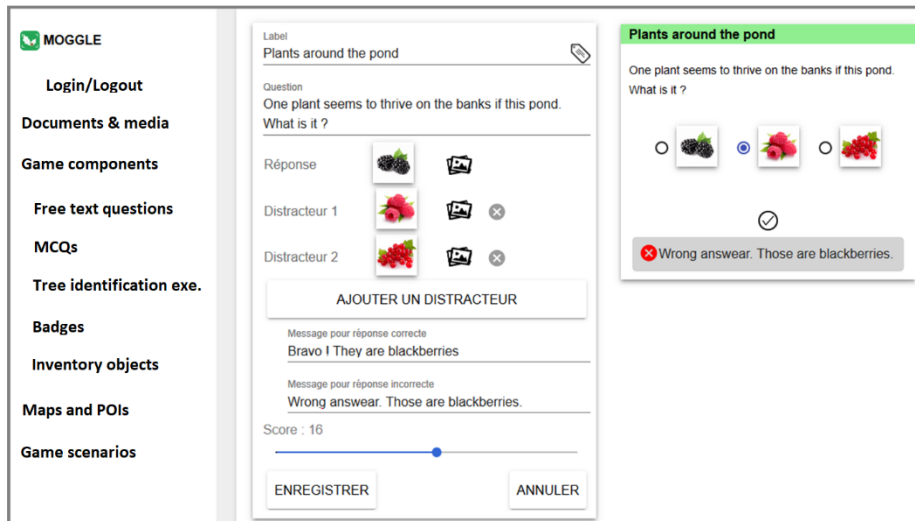 MOGGLE
Login/Logout
Documents & media
Game components
Free text questions
MCQs
Tree identification exe.
Badges
Inventory objects
Maps and POIs
Game scenarios
Label
Plants around the pond
Question
One plant seems to thrive on the banks if this pond.
What is it ?
Réponse
Distracteur 1
Distracteur 2
AJOUTER UN DISTRACTEUR
Message pour réponse correcte
Bravo ! They are blackberries
Message pour réponse incorrecte
Wrong answear. Those are blackberries.
Score : 16
ENREGISTRER
ANNULER
Plants around the pond
One plant seems to thrive on the banks if this pond.
What is it ?
Wrong answear. Those are blackberries.